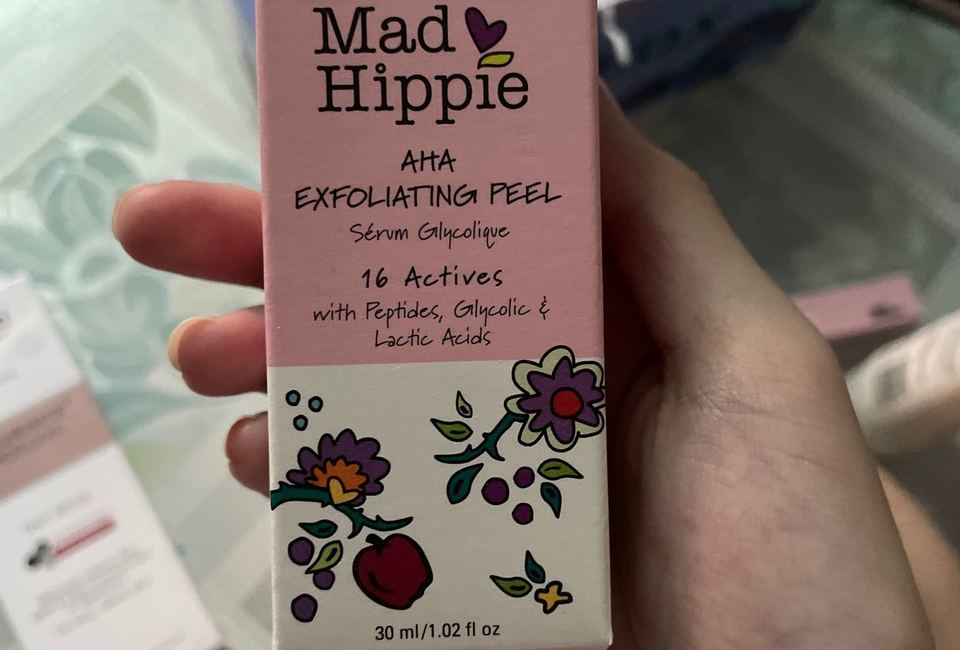 Mad
Hippie
AHA
EXFOLIATING PEEL
Sérum Glycolique
16 Actives
with Peptides, Glycolic &
Lactic Acids
30 ml/1.02 fl oz